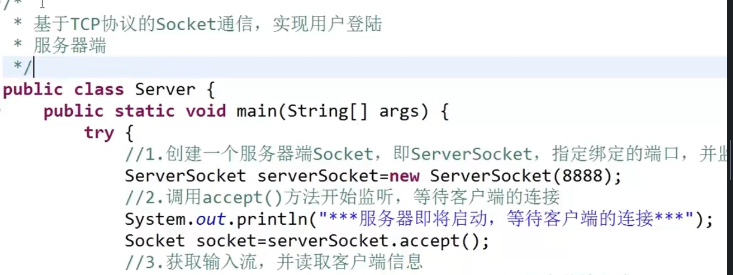 /*
* 基于TCP协议的Socket通信，实现用户登陆
* 服务器端
*/
public class Server {
public static void main(String[] args) {
try {
//1.创建一个服务器端Socket，即ServerSocket，指定绑定的端口，并监
ServerSocket serverSocket=new ServerSocket(8888);
//2.调用accept()方法开始监听，等待客户端的连接
System.out.println("***服务器即将启动，等待客户端的连接***");
Socket socket=serverSocket.accept();
//3.获取输入流，并读取客户端信息